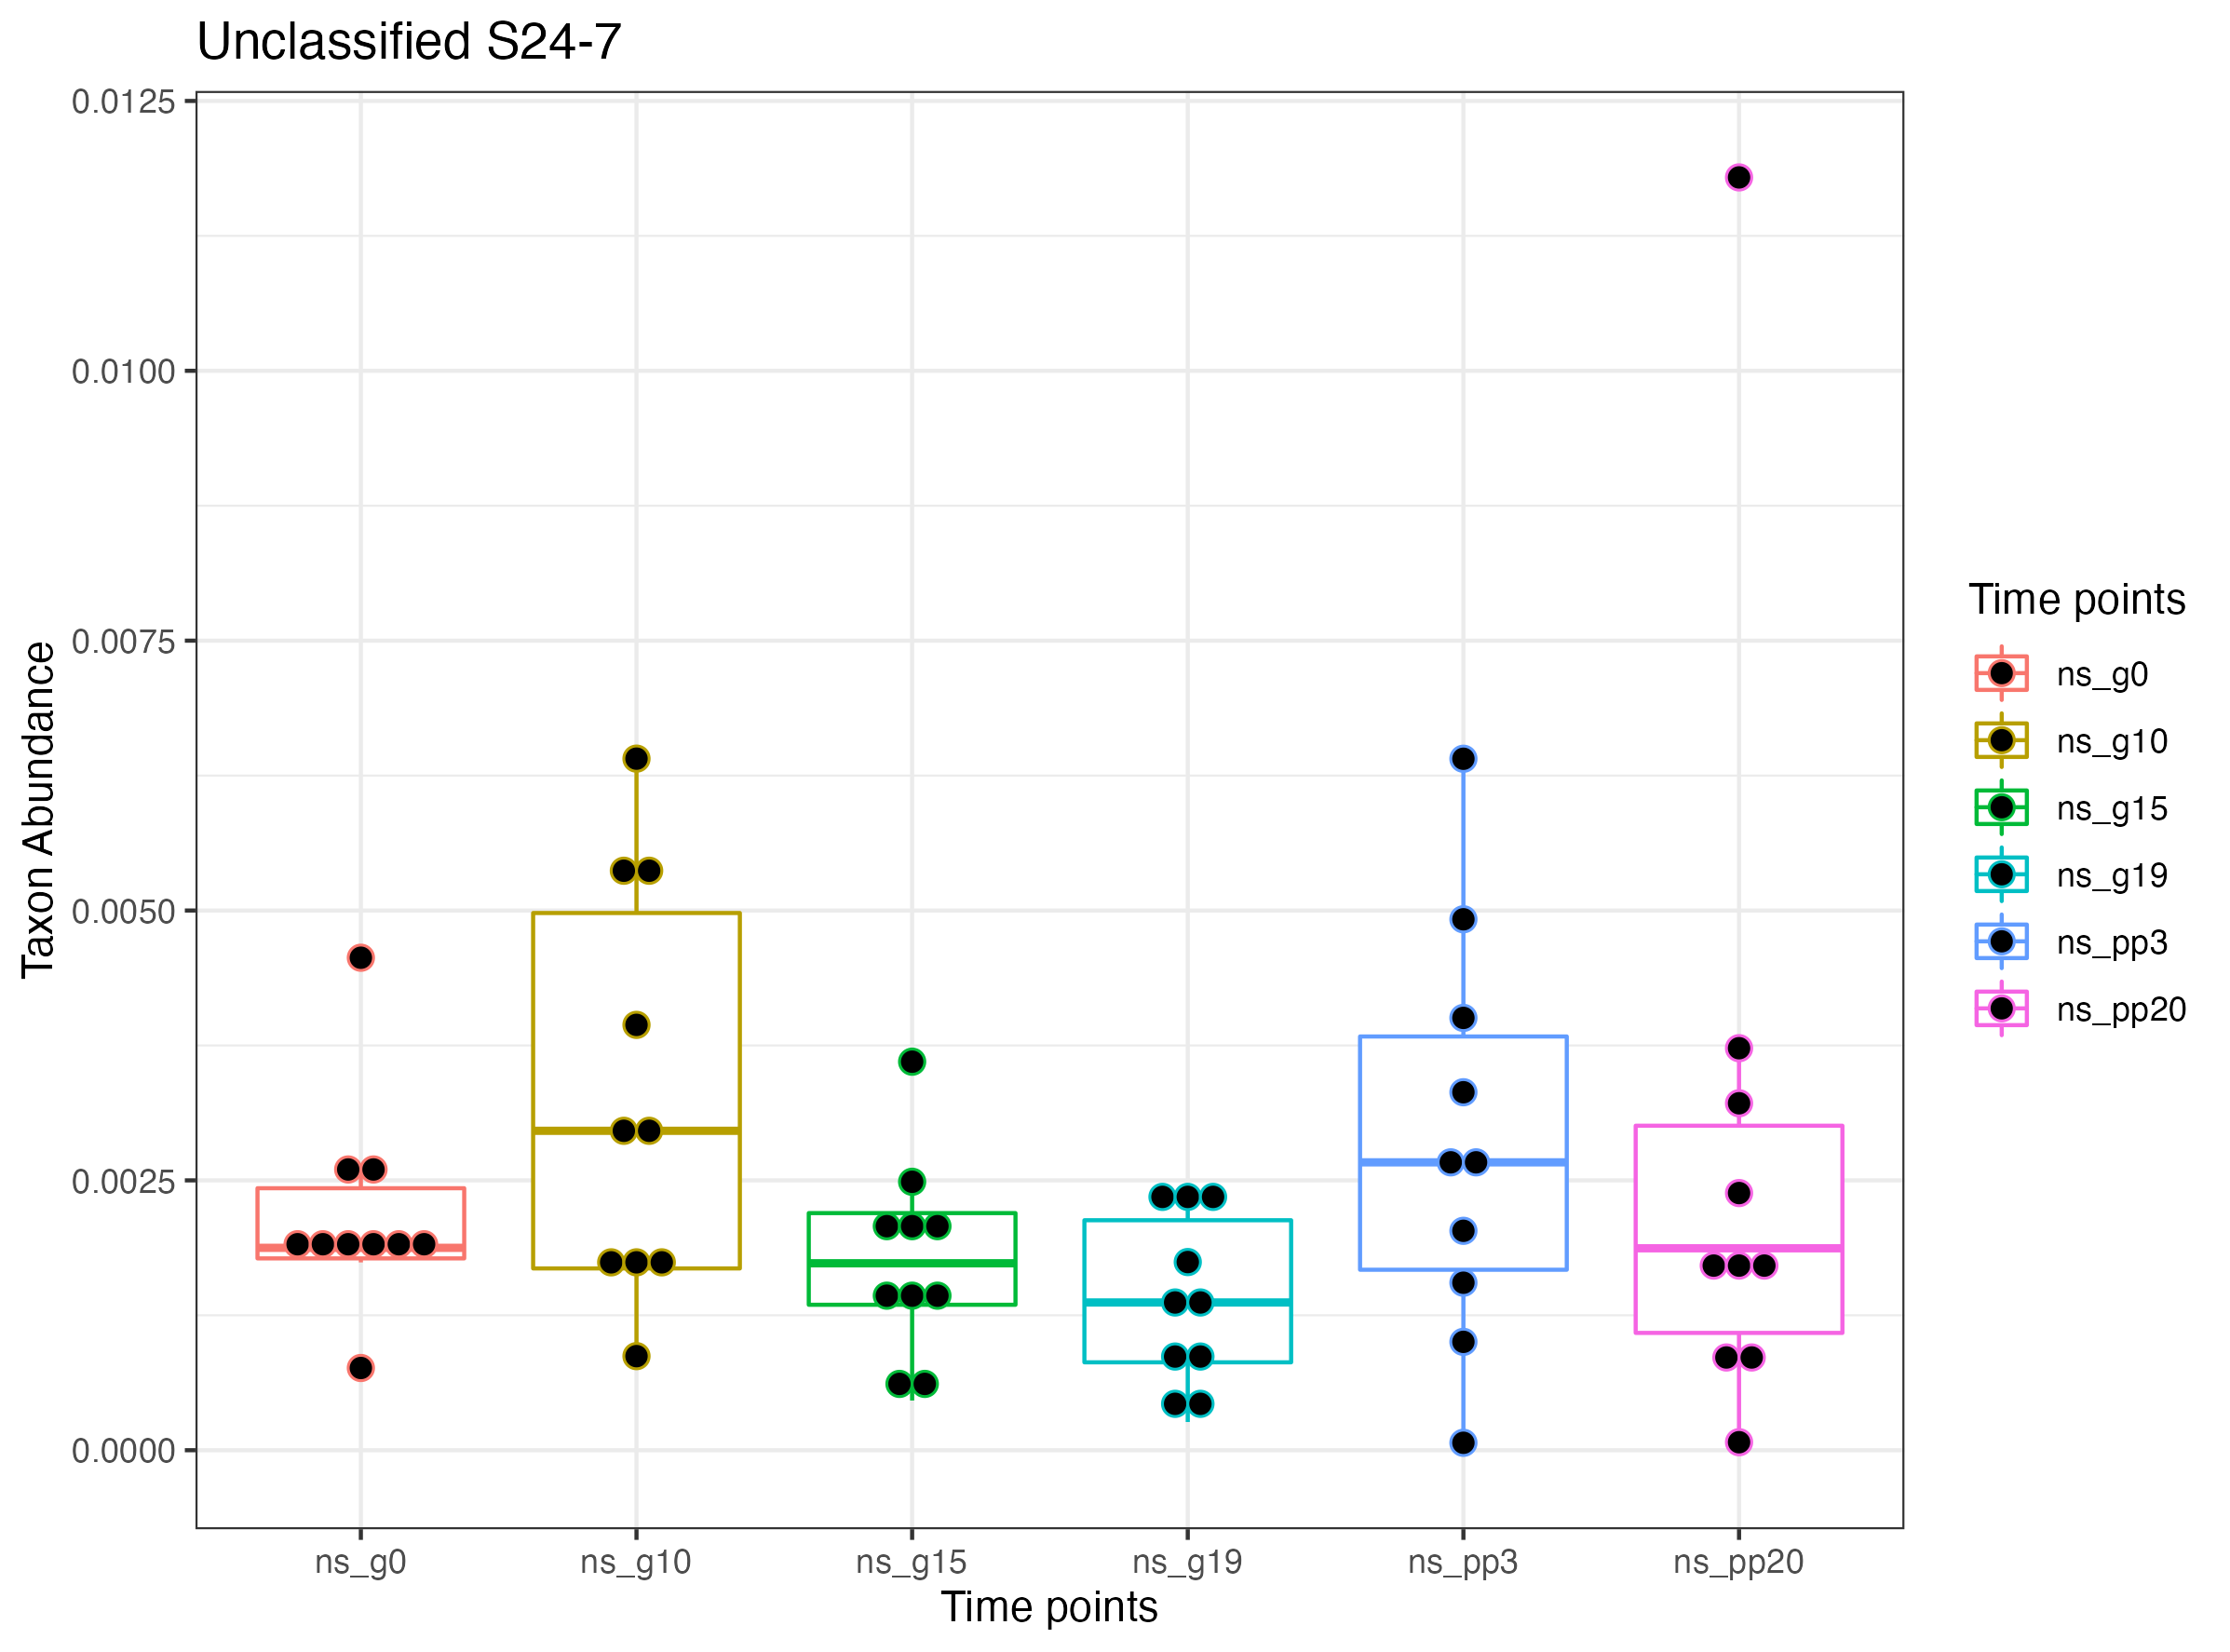 Unclassified S24-7
0.0125
0.0100
0.0075
0.0050
0.0025
0.0000
Taxon Abundance
ns_g0
ns_g10
ns_g15
ns_g19
ns_pp3
ns_pp20
Time points
Time points
ns_g0
ns_g10
ns_g15
ns_g19
ns_pp3
ns_pp20